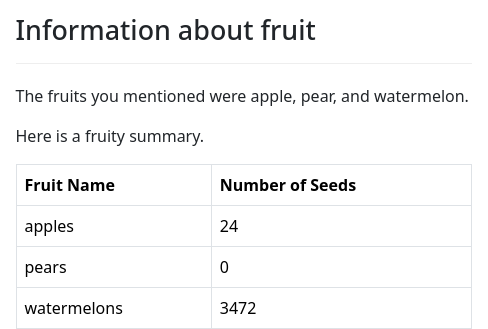 Information about fruit
The fruits you mentioned were apple, pear, and watermelon.
Here is a fruity summary.
Fruit Name Number of Seeds
apples 24
pears 0
watermelons 3472